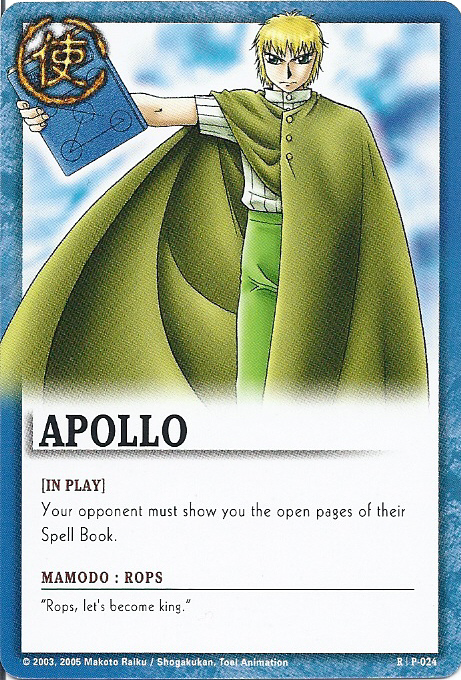 使
APOLLO
[IN PLAY]
Your opponent must show you the open pages of their
Spell Book.
MAMODO : ROPS
"Rops, let's become king."
© 2003, 2005 Makoto Raiku / Shogakukan, Toei Animation
R | P-024